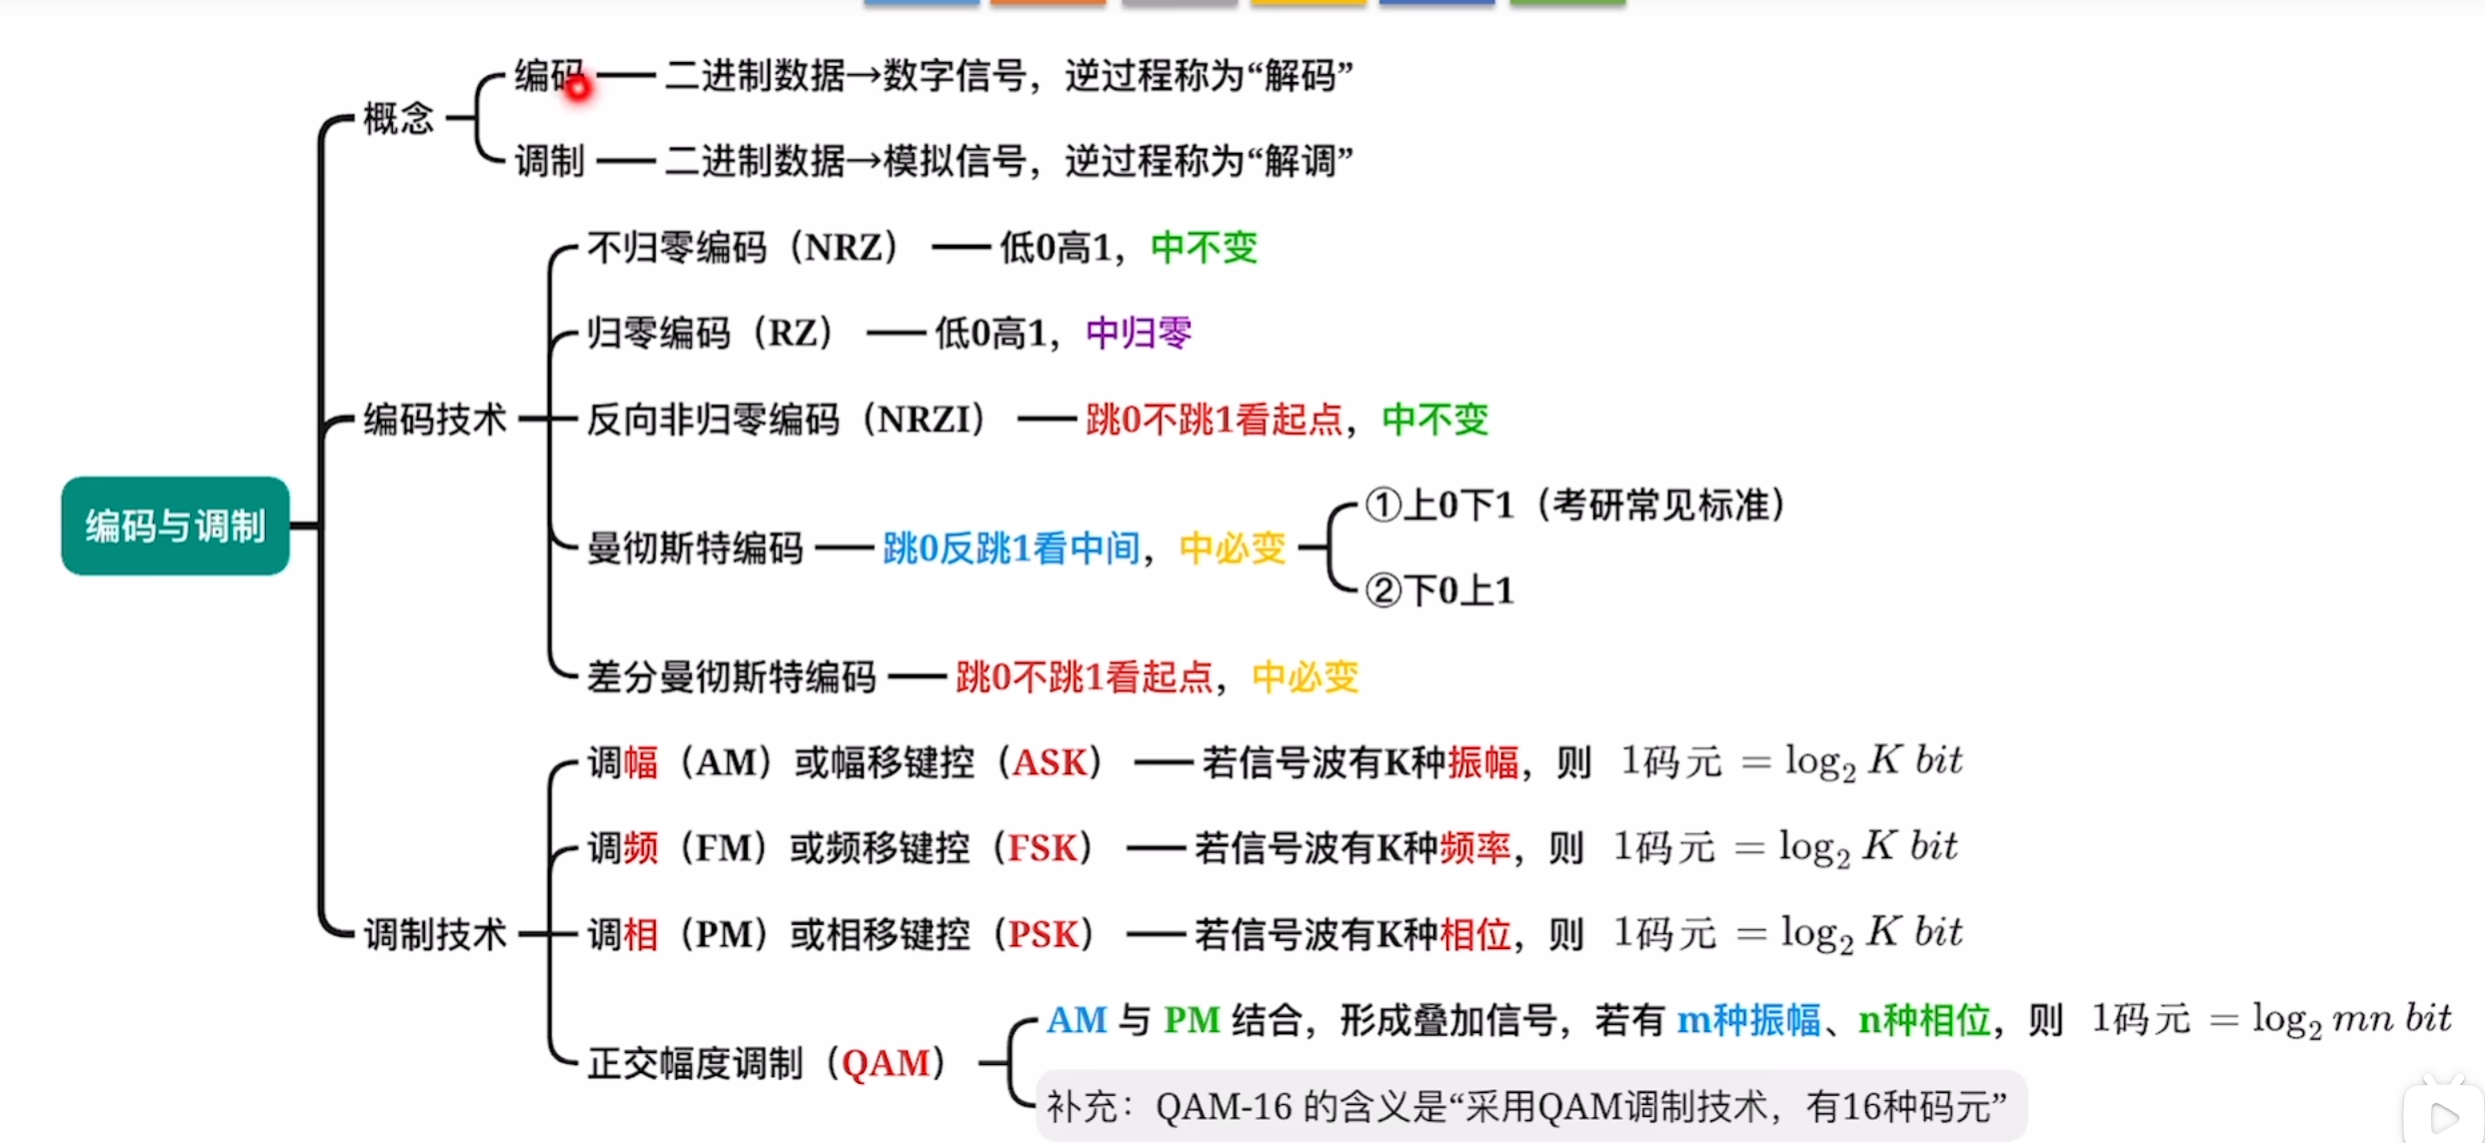 编码 二进制数据→数字信号，逆过程称为“解码”
概念
调制 二进制数据→模拟信号，逆过程称为“解调”
不归零编码（NRZ） 低0高1，中不变
归零编码（RZ） 低0高1，中归零
编码技术 反向非归零编码（NRZI） 跳0不跳1看起点，中不变
①上0下1（考研常见标准）
编码与调制
曼彻斯特编码 跳0反跳1看中间，中必变
②下0上1
差分曼彻斯特编码 跳0不跳1看起点，中必变
调幅（AM）或幅移键控（ASK） 若信号波有K种振幅，则 1码元 = log₂ K bit
调频（FM）或频移键控（FSK） 若信号波有K种频率，则 1码元 = log₂ K bit
调制技术 调相（PM）或相移键控（PSK） 若信号波有K种相位，则 1码元 = log₂ K bit
AM 与 PM 结合，形成叠加信号，若有 m种振幅、n种相位，则 1码元 = log₂ mn bit
正交幅度调制（QAM）
补充：QAM-16 的含义是“采用QAM调制技术，有16种码元”